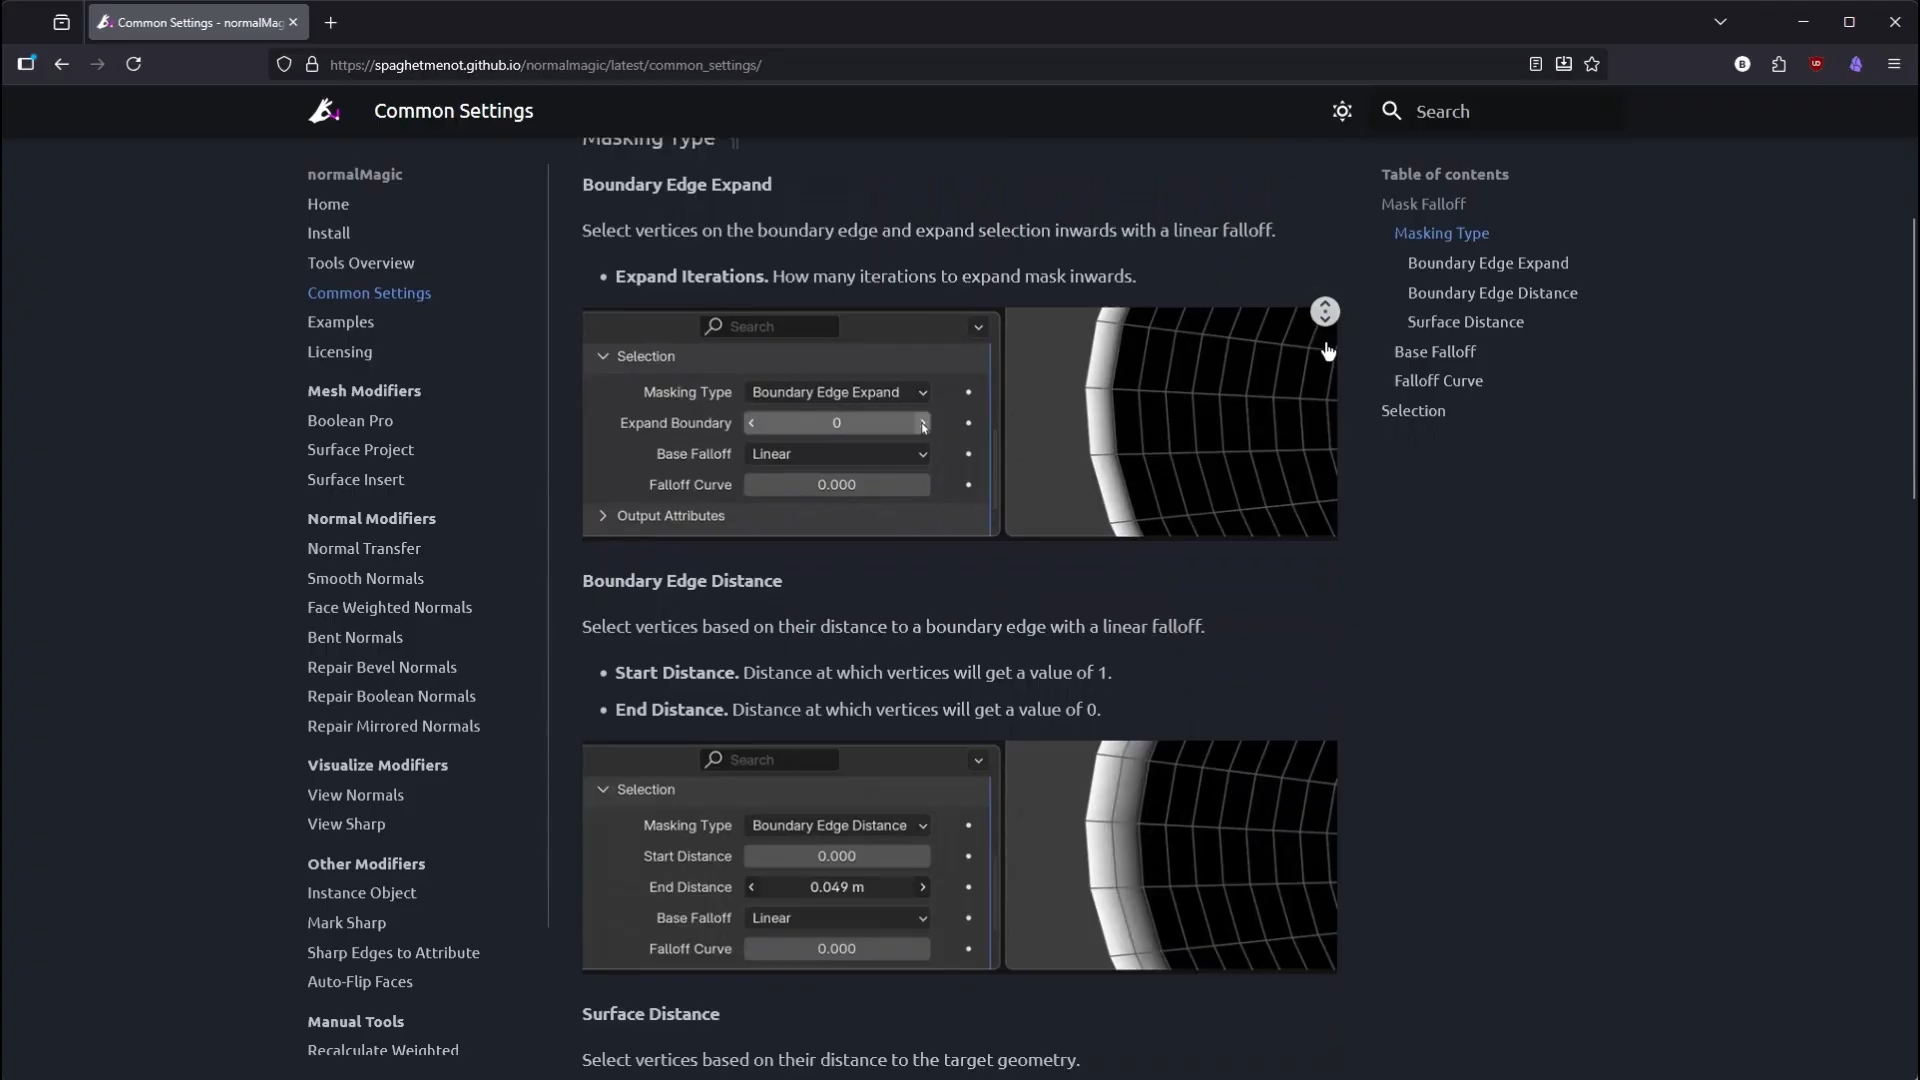 Common Settings - normalMag
https://spaghetmenot.github.io/normalmagic/latest/common_settings/
Common Settings
Search
normalMagic
Home
Install
Tools Overview
Common Settings
Examples
Licensing
Mesh Modifiers
Boolean Pro
Surface Project
Surface Insert
Normal Modifiers
Normal Transfer
Smooth Normals
Face Weighted Normals
Bent Normals
Repair Bevel Normals
Repair Boolean Normals
Repair Mirrored Normals
Visualize Modifiers
View Normals
View Sharp
Other Modifiers
Instance Object
Mark Sharp
Sharp Edges to Attribute
Auto-Flip Faces
Manual Tools
Recalculate Weighted
Masking Type ¶
Boundary Edge Expand
Select vertices on the boundary edge and expand selection inwards with a linear falloff.
• Expand Iterations. How many iterations to expand mask inwards.
Search
Selection
Masking Type Boundary Edge Expand
Expand Boundary 0
Base Falloff Linear
Falloff Curve 0.000
Output Attributes
Boundary Edge Distance
Select vertices based on their distance to a boundary edge with a linear falloff.
• Start Distance. Distance at which vertices will get a value of 1.
• End Distance. Distance at which vertices will get a value of 0.
Search
Selection
Masking Type Boundary Edge Distance
Start Distance 0.000
End Distance 0.049 m
Base Falloff Linear
Falloff Curve 0.000
Surface Distance
Select vertices based on their distance to the target geometry.
Table of contents
Mask Falloff
Masking Type
Boundary Edge Expand
Boundary Edge Distance
Surface Distance
Base Falloff
Falloff Curve
Selection